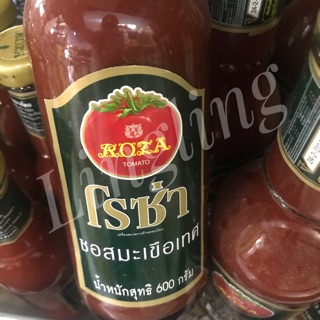 ROZA
TOMATO
โรซ่า
ซอสมะเขือเทศ
น้ำหนักสุทธิ 600 กรัม
Lingling